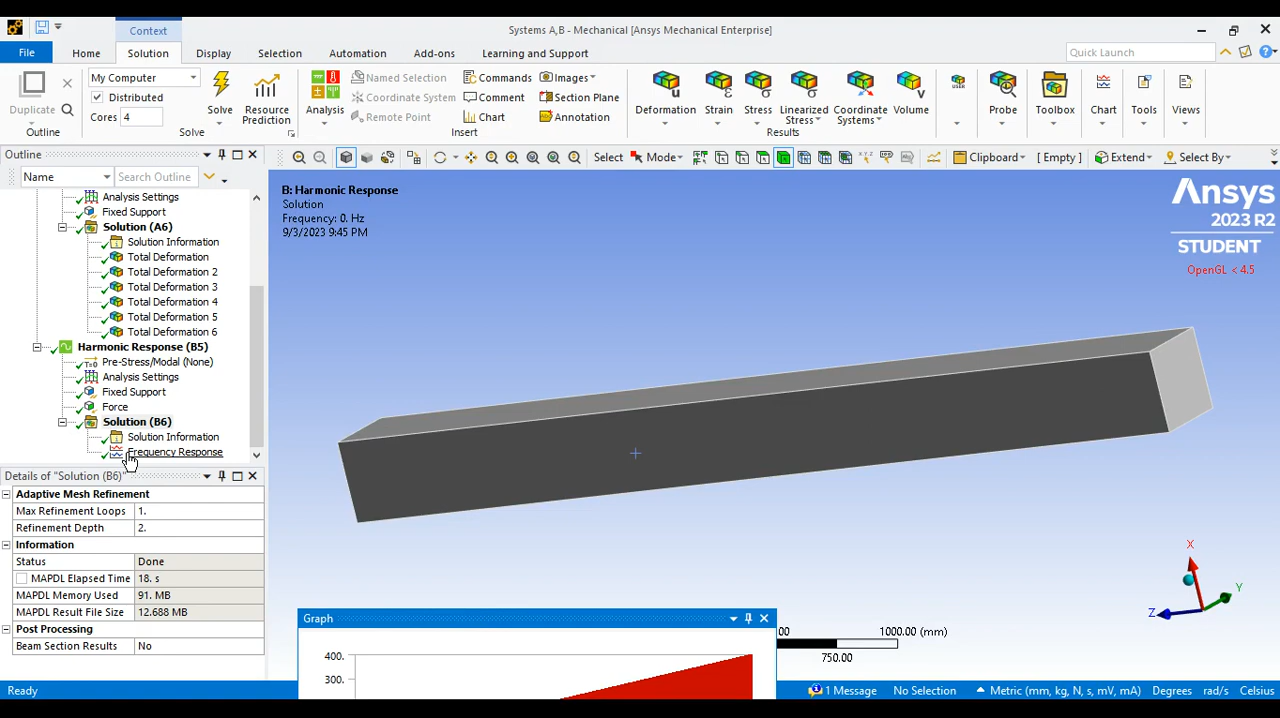 Context
Systems A,B - Mechanical [Ansys Mechanical Enterprise]
File Home Solution Display Selection Automation Add-ons Learning and Support Quick Launch
My Computer
Distributed
Cores 4
Duplicate
Outline
Solve
Resource Prediction
Solve
Analysis
Named Selection
Coordinate System
Remote Point
Commands
Comment
Chart
Images
Section Plane
Annotation
Insert
Deformation
Strain
Stress
Linearized Stress
Coordinate Systems
Volume
Results
USER
Probe
Toolbox
Chart
Tools
Views
Outline
Select Mode Clipboard [ Empty ] Extend Select By
Name Search Outline
Analysis Settings
Fixed Support
Solution (A6)
Solution Information
Total Deformation
Total Deformation 2
Total Deformation 3
Total Deformation 4
Total Deformation 5
Total Deformation 6
Harmonic Response (B5)
T=0 Pre-Stress/Modal (None)
Analysis Settings
Fixed Support
Force
Solution (B6)
Solution Information
Frequency Response
Details of "Solution (B6)"
Adaptive Mesh Refinement
Max Refinement Loops 1.
Refinement Depth 2.
Information
Status Done
MAPDL Elapsed Time 18. s
MAPDL Memory Used 91. MB
MAPDL Result File Size 12.688 MB
Post Processing
Beam Section Results No
B: Harmonic Response
Solution
Frequency: 0. Hz
9/3/2023 9:45 PM
Ansys
2023 R2
STUDENT
OpenGL < 4.5
X
Y
Z
00 1000.00 (mm)
750.00
Graph
400.
300.
Ready 1 Message No Selection Metric (mm, kg, N, s, mV, mA) Degrees rad/s Celsius